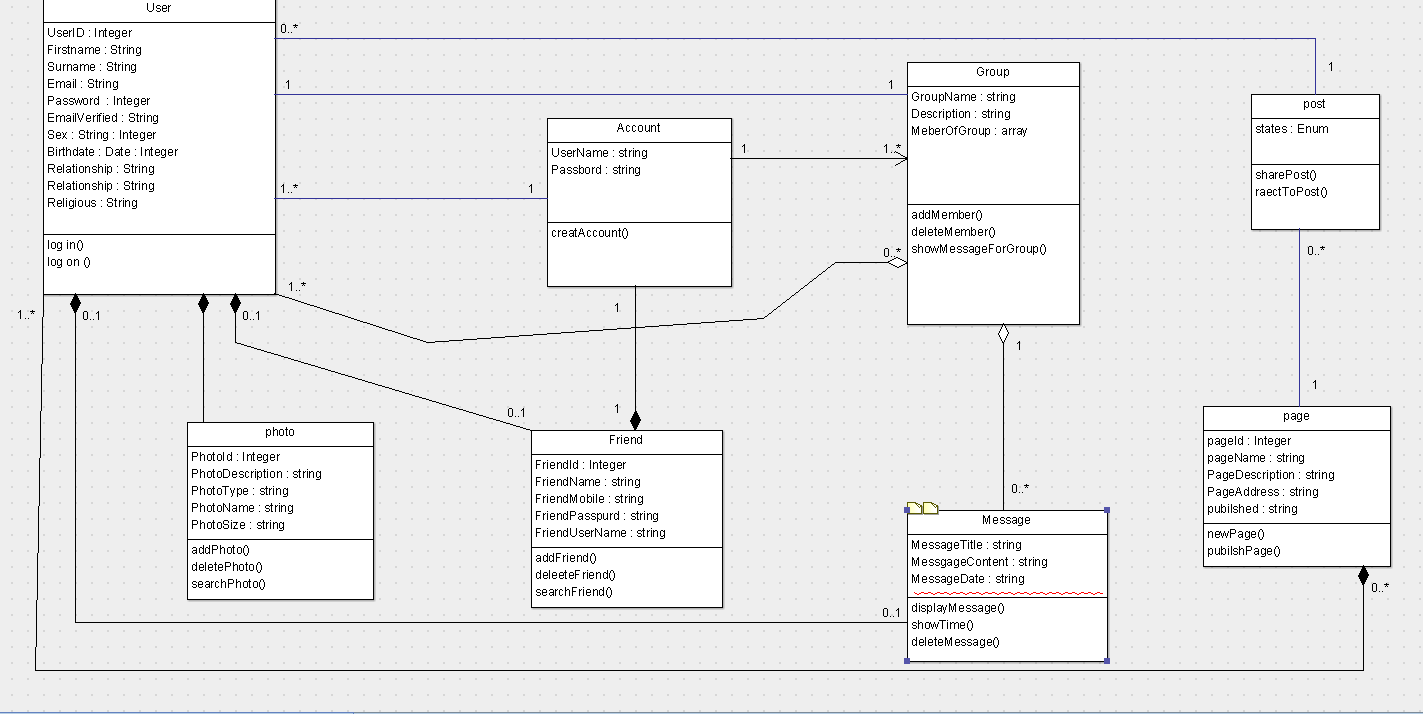 User
UserID : Integer
Firstname : String
Surname : String
Email : String
Password : Integer
EmailVerified : String
Sex : String : Integer
Birthdate : Date : Integer
Relationship : String
Relationship : String
Religious : String
log in()
log on ()
0..*
1
1
1
1..*
1
1..*
1..*
0..1
0..1
Account
UserName : string
Passbord : string
creatAccount()
1
1..*
1
1
0..1
Group
GroupName : string
Description : string
MeberOfGroup : array
addMember()
deleteMember()
showMessageForGroup()
0..*
1
0..*
post
states : Enum
sharePost()
raectToPost()
0..*
1
photo
PhotoId : Integer
PhotoDescription : string
PhotoType : string
PhotoName : string
PhotoSize : string
addPhoto()
deletePhoto()
searchPhoto()
Friend
FriendId : Integer
FriendName : string
FriendMobile : string
FriendPasspurd : string
FriendUserName : string
addFriend()
deleeteFriend()
searchFriend()
Message
MessageTitle : string
MessgageContent : string
MessageDate : string
displayMessage()
showTime()
deleteMessage()
0..1
page
pageId : Integer
pageName : string
PageDescription : string
PageAddress : string
pubilshed : string
newPage()
pubilshPage()
0..*